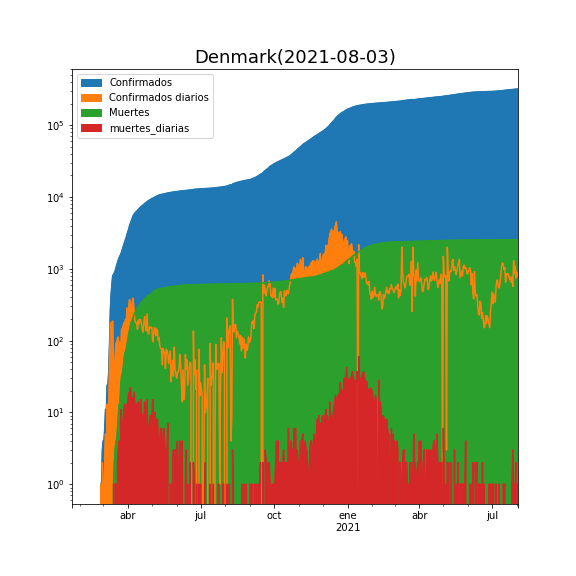 Denmark(2021-08-03)
Confirmados
Confirmados diarios
Muertes
muertes_diarias
10⁵
10⁴
10³
10²
10¹
10⁰
abr jul oct ene abr jul
2021